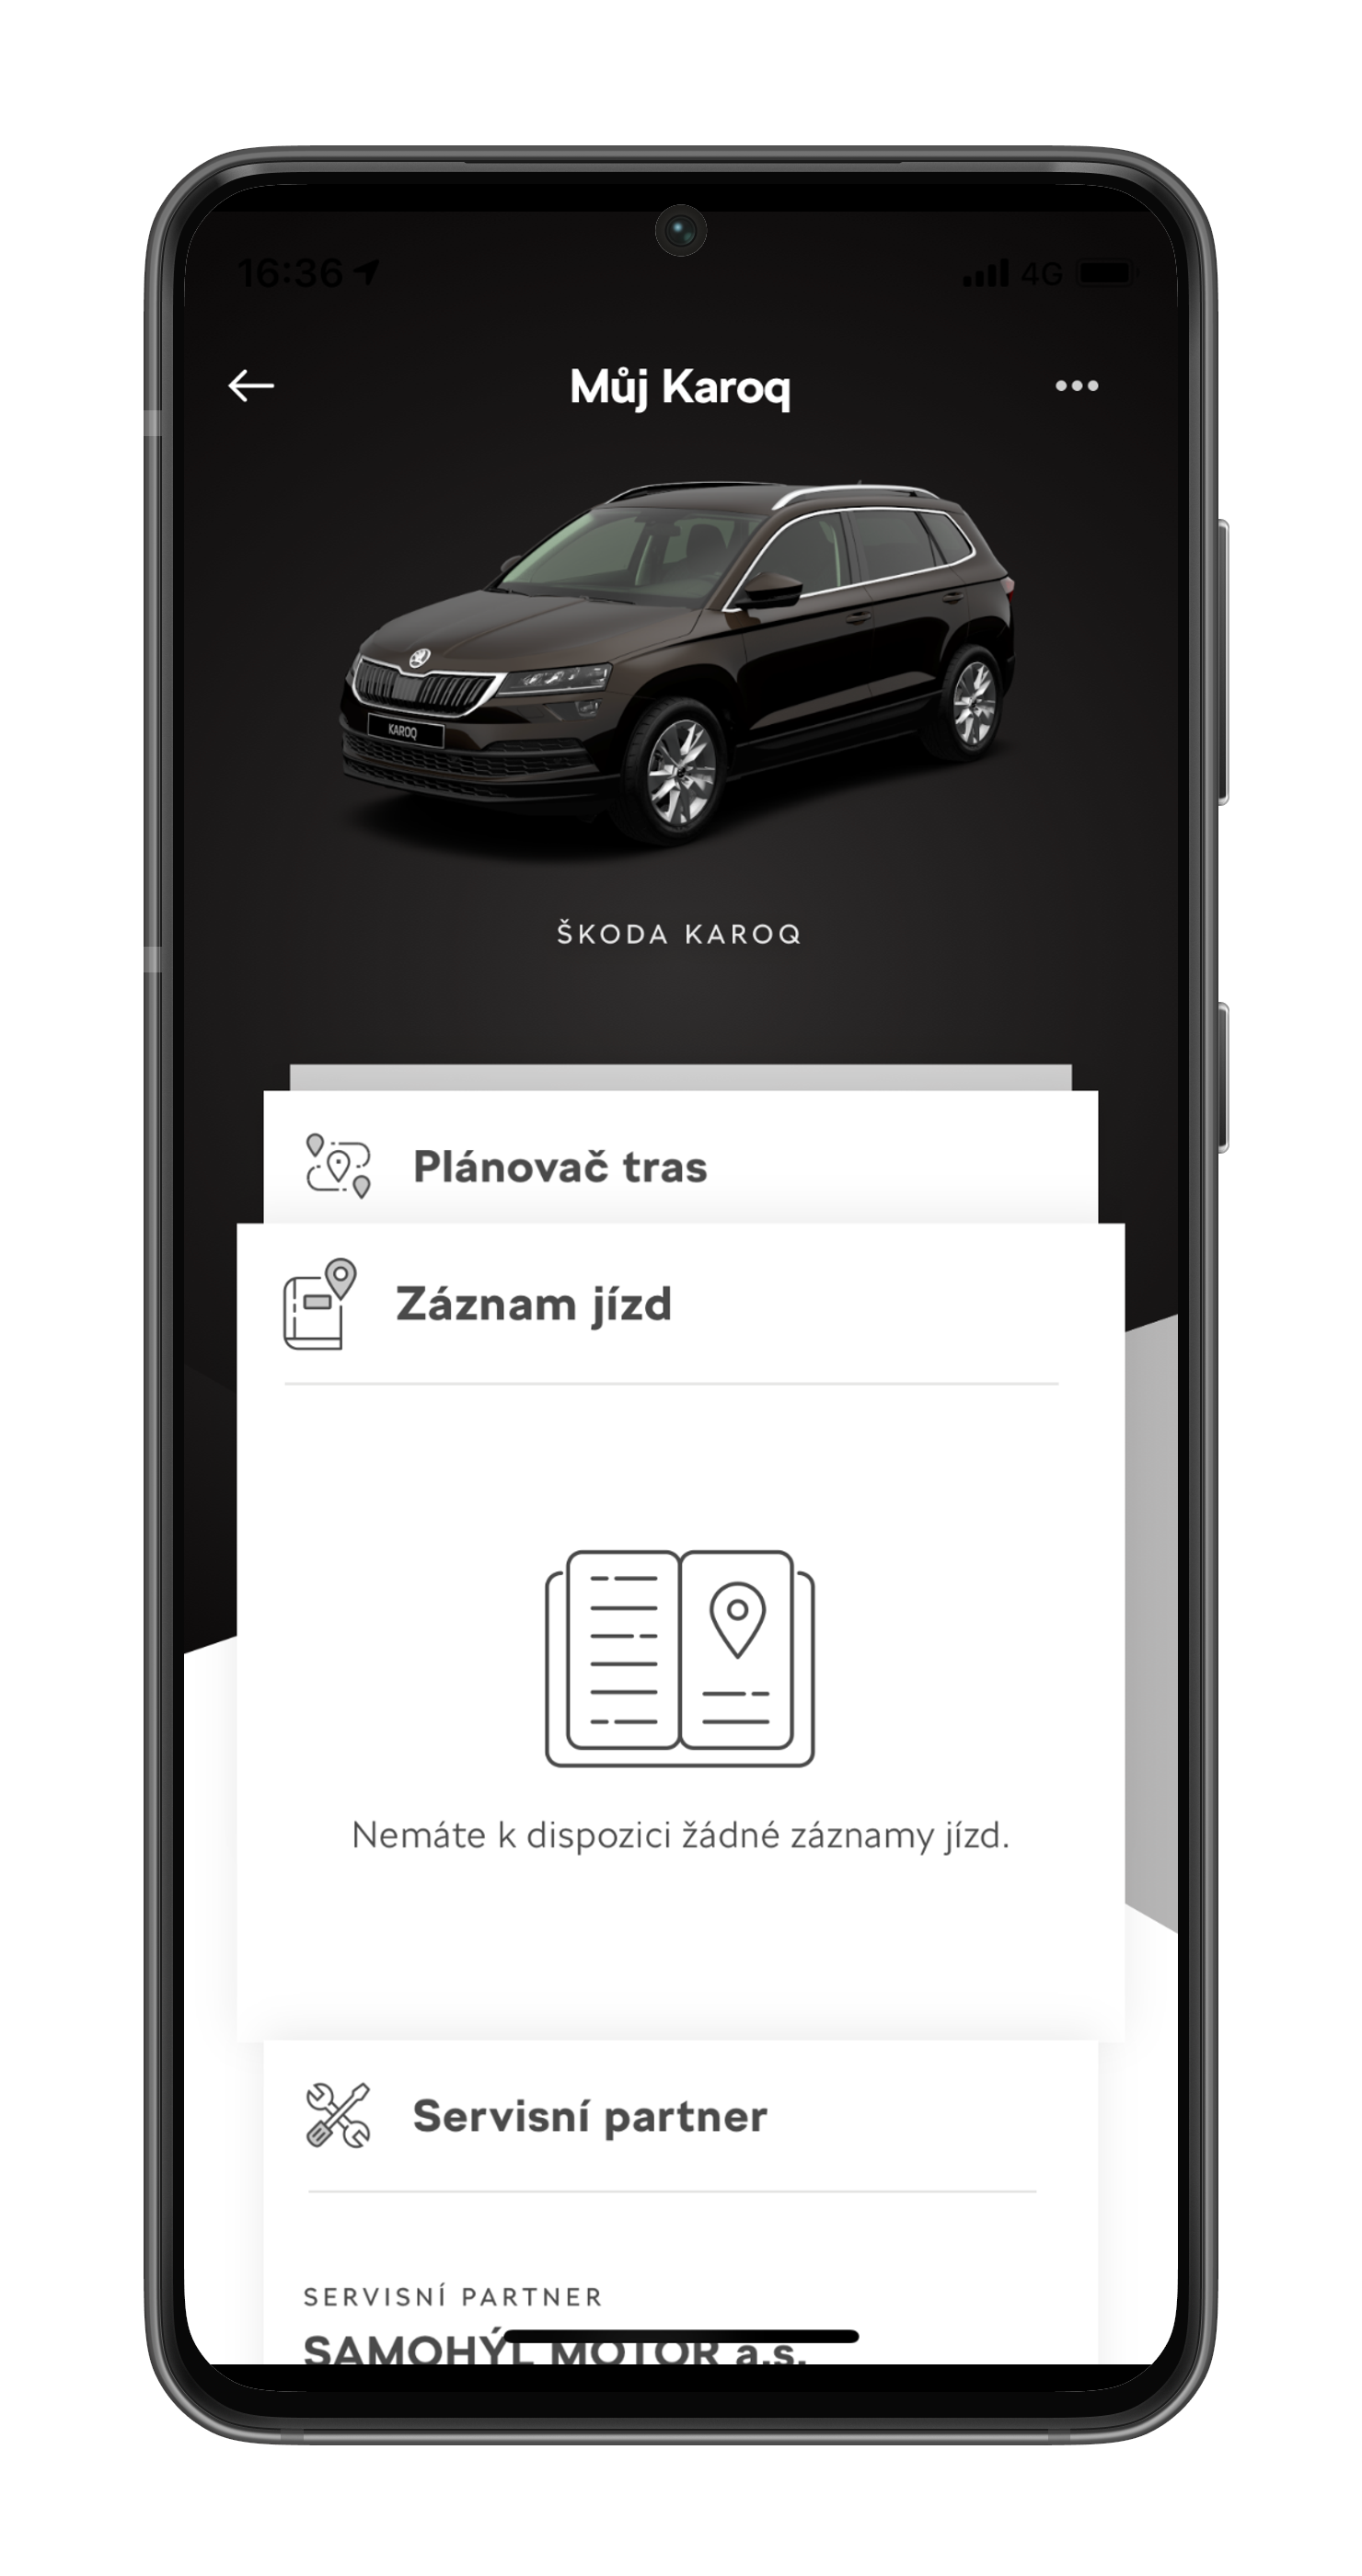 16:36 4G
Můj Karoq
KAROQ
ŠKODA KAROQ
Plánovač tras
Záznam jízd
Nemáte k dispozici žádné záznamy jízd.
Servisní partner
SERVISNÍ PARTNER
SAMOHÝL MOTOR a.s.